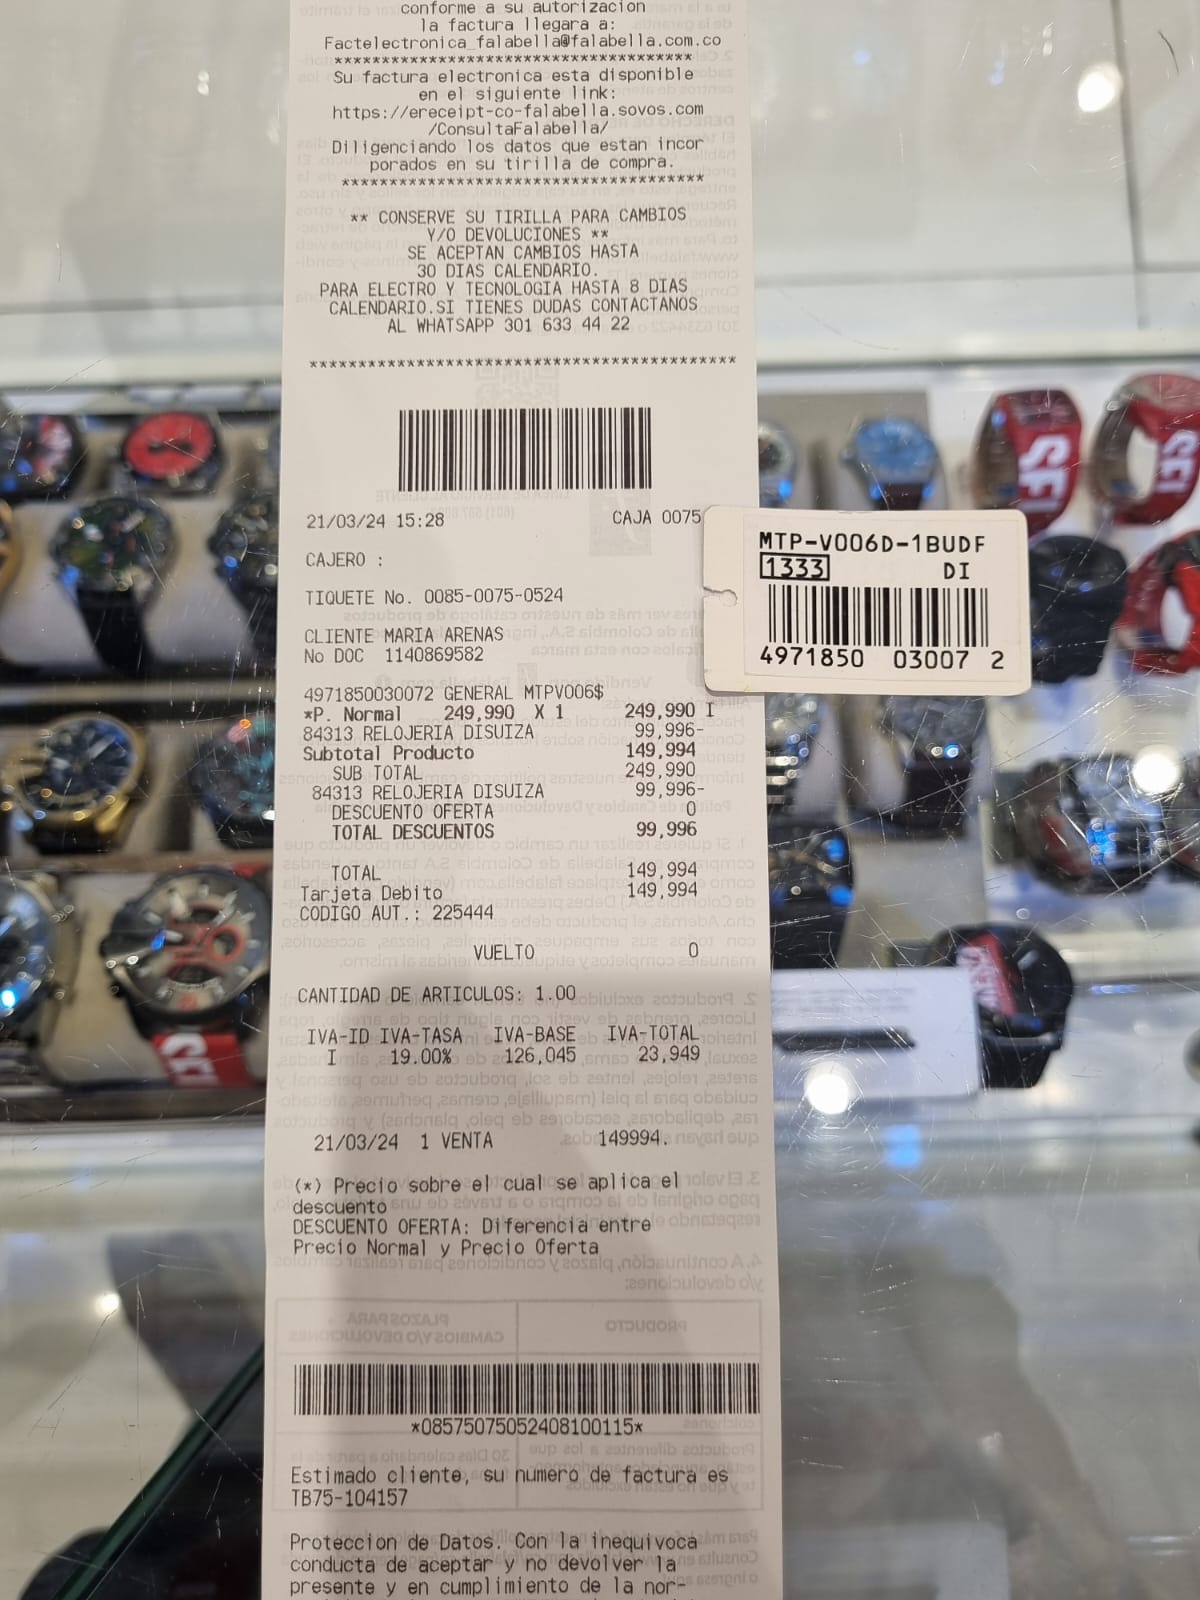 conforme a su autorizacion
la factura llegara a:
Factelectronica_falabella@falabella.com.co
*************************************
Su factura electronica esta disponible
en el siguiente link:
https://ereceipt-co-falabella.sovos.com
/ConsultaFalabella/
Diligenciando los datos que estan incor
porados en su tirilla de compra.
*************************************
** CONSERVE SU TIRILLA PARA CAMBIOS
Y/O DEVOLUCIONES **
SE ACEPTAN CAMBIOS HASTA
30 DIAS CALENDARIO.
PARA ELECTRO Y TECNOLOGIA HASTA 8 DIAS
CALENDARIO.SI TIENES DUDAS CONTACTANOS
AL WHATSAPP 301 633 44 22
********************************************
21/03/24 15:28 CAJA 0075
CAJERO :
TIQUETE No. 0085-0075-0524
CLIENTE MARIA ARENAS
No DOC 1140869582
4971850030072 GENERAL MTPV006$
*P. Normal 249,990 X 1 249,990 I
84313 RELOJERIA DISUIZA 99,996-
Subtotal Producto 149,994
SUB TOTAL 249,990
84313 RELOJERIA DISUIZA 99,996-
DESCUENTO OFERTA 0
TOTAL DESCUENTOS 99,996
TOTAL 149,994
Tarjeta Debito 149,994
CODIGO AUT.: 225444
VUELTO 0
CANTIDAD DE ARTICULOS: 1.00
IVA-ID IVA-TASA IVA-BASE IVA-TOTAL
I 19.00% 126,045 23,949
21/03/24 1 VENTA 149994.
(*) Precio sobre el cual se aplica el
descuento
DESCUENTO OFERTA: Diferencia entre
Precio Normal y Precio Oferta
*08575075052408100115*
Estimado cliente, su numero de factura es
TB75-104157
Proteccion de Datos. Con la inequivoca
conducta de aceptar y no devolver la
presente y en cumplimiento de la nor-
MTP-V006D-1BUDF
1333 DI
4971850 03007 2